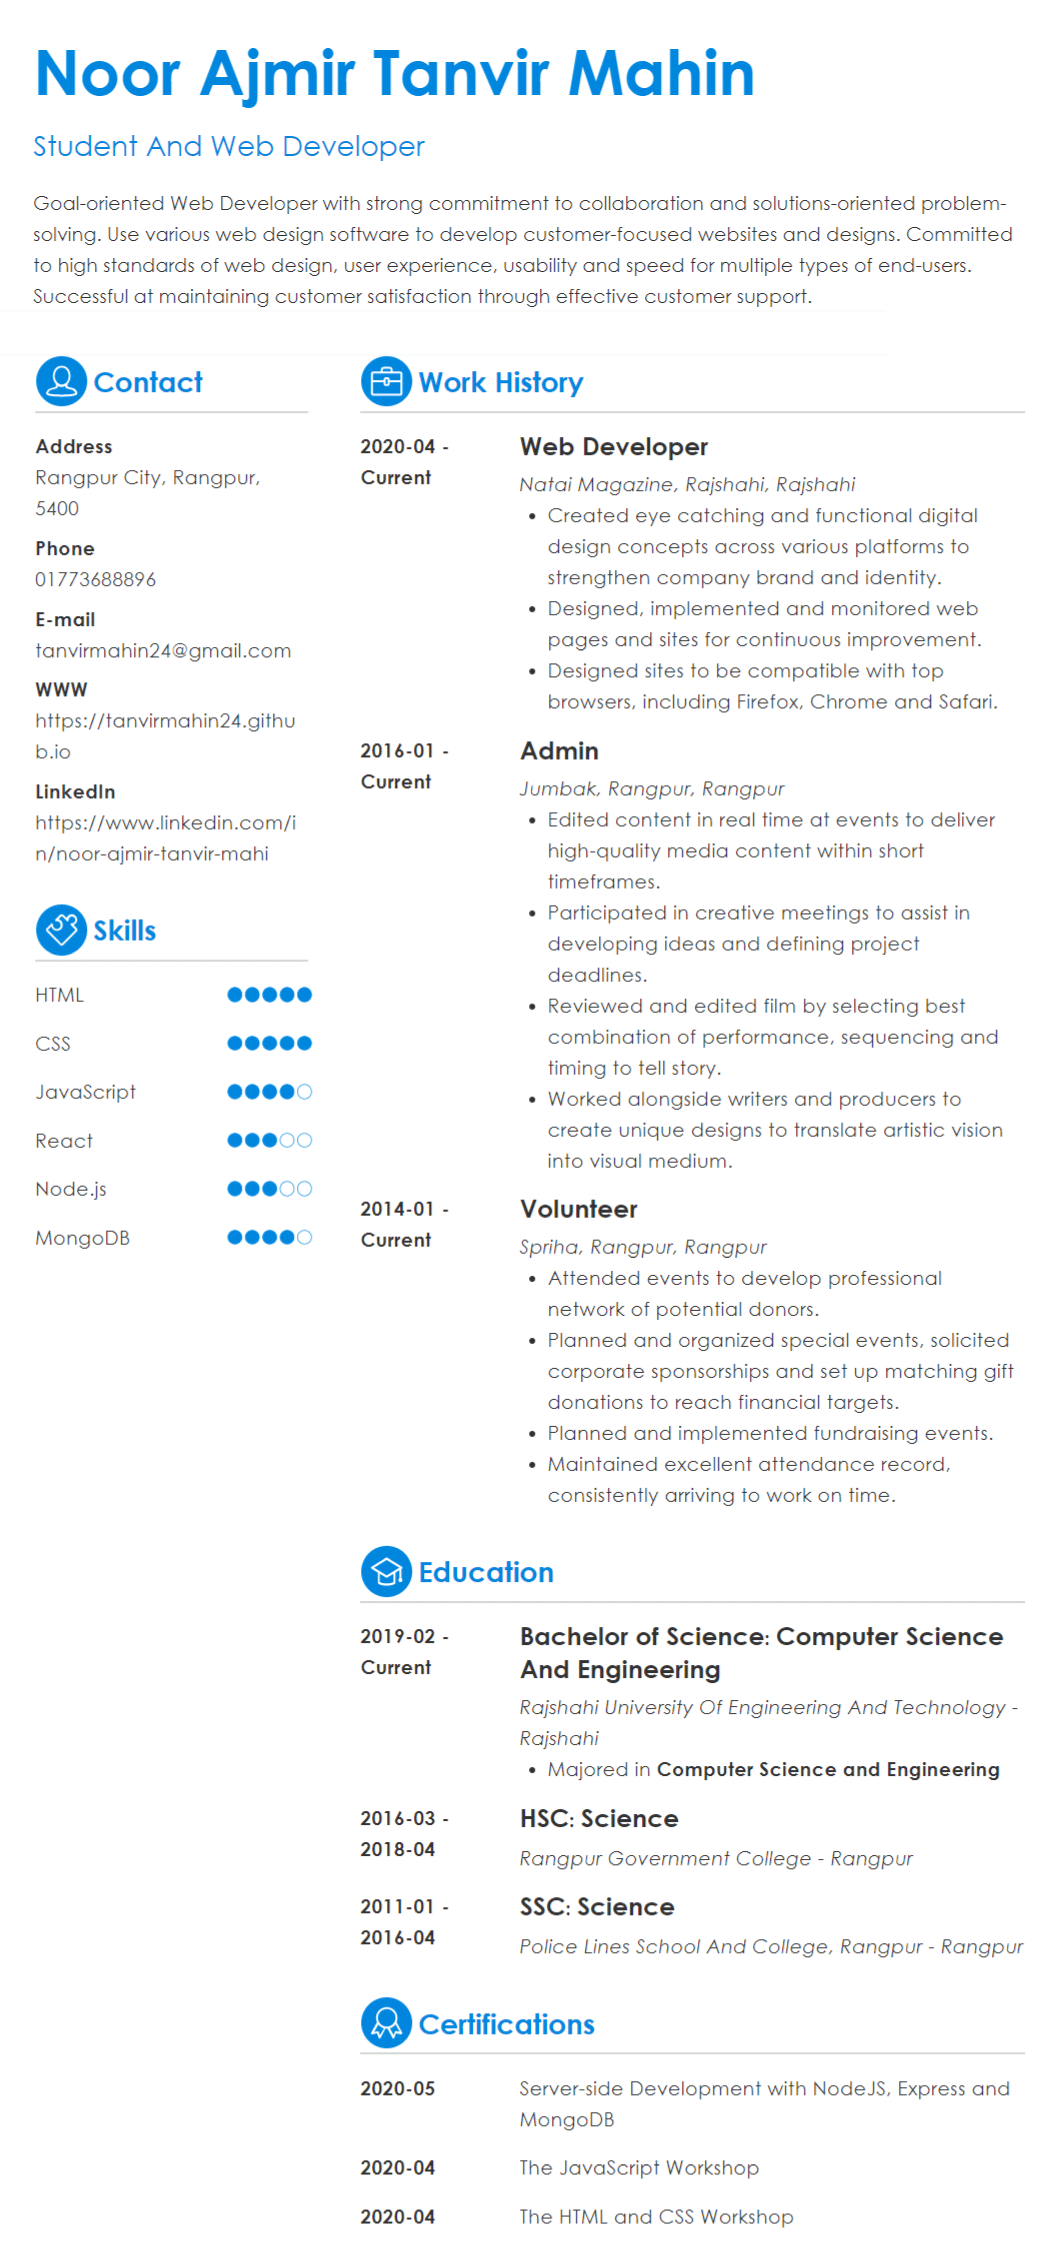 Noor Ajmir Tanvir Mahin
Student And Web Developer
Goal-oriented Web Developer with strong commitment to collaboration and solutions-oriented problem-
solving. Use various web design software to develop customer-focused websites and designs. Committed
to high standards of web design, user experience, usability and speed for multiple types of end-users.
Successful at maintaining customer satisfaction through effective customer support.
Contact
Address
Rangpur City, Rangpur,
5400
Phone
01773688896
E-mail
tanvirmahin24@gmail.com
WWW
https://tanvirmahin24.githu
b.io
LinkedIn
https://www.linkedin.com/i
n/noor-ajmir-tanvir-mahi
Skills
HTML
CSS
JavaScript
React
Node.js
MongoDB
Work History
2020-04 -
Current
Web Developer
Natai Magazine, Rajshahi, Rajshahi
• Created eye catching and functional digital
design concepts across various platforms to
strengthen company brand and identity.
• Designed, implemented and monitored web
pages and sites for continuous improvement.
• Designed sites to be compatible with top
browsers, including Firefox, Chrome and Safari.
2016-01 -
Current
Admin
Jumbak, Rangpur, Rangpur
• Edited content in real time at events to deliver
high-quality media content within short
timeframes.
• Participated in creative meetings to assist in
developing ideas and defining project
deadlines.
• Reviewed and edited film by selecting best
combination of performance, sequencing and
timing to tell story.
• Worked alongside writers and producers to
create unique designs to translate artistic vision
into visual medium.
2014-01 -
Current
Volunteer
Spriha, Rangpur, Rangpur
• Attended events to develop professional
network of potential donors.
• Planned and organized special events, solicited
corporate sponsorships and set up matching gift
donations to reach financial targets.
• Planned and implemented fundraising events.
• Maintained excellent attendance record,
consistently arriving to work on time.
Education
2019-02 -
Current
Bachelor of Science: Computer Science
And Engineering
Rajshahi University Of Engineering And Technology -
Rajshahi
• Majored in Computer Science and Engineering
2016-03 -
2018-04
HSC: Science
Rangpur Government College - Rangpur
2011-01 -
2016-04
SSC: Science
Police Lines School And College, Rangpur - Rangpur
Certifications
2020-05
Server-side Development with NodeJS, Express and
MongoDB
2020-04
The JavaScript Workshop
2020-04
The HTML and CSS Workshop